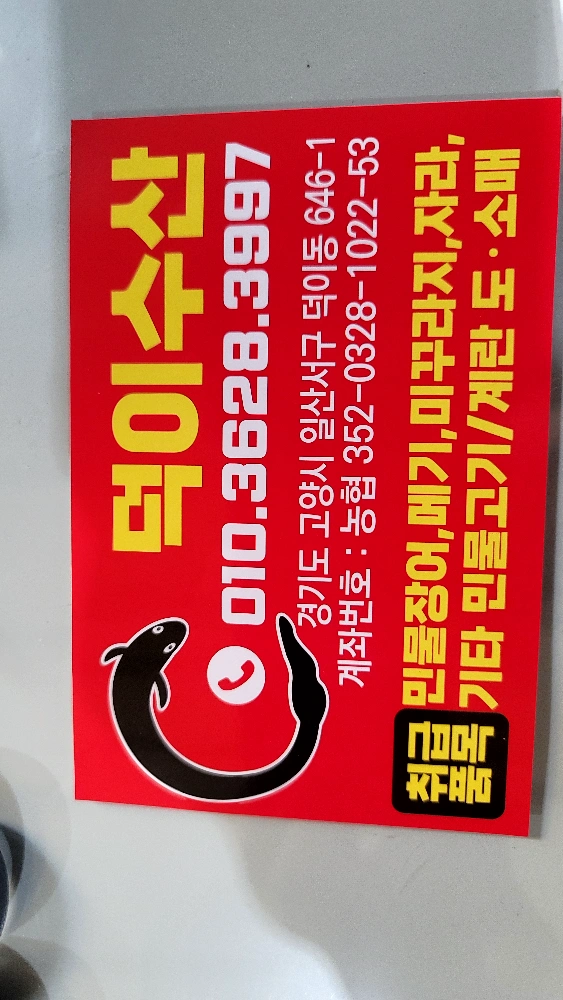 덕이수산
010.3628.3997
경기도 고양시 일산서구 덕이동 646-1
계좌번호 : 농협 352-0328-1022-53
취급품목
민물장어,메기,미꾸라지,자라,
기타 민물고기/계란 도·소매